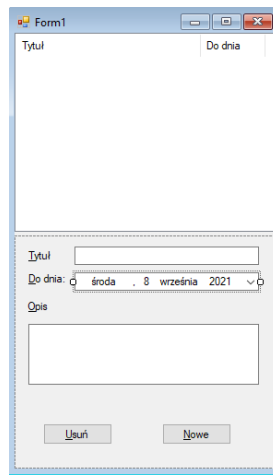 Form1
Tytuł Do dnia
Tytuł
Do dnia: środa , 8 września 2021
Opis
Usuń Nowe